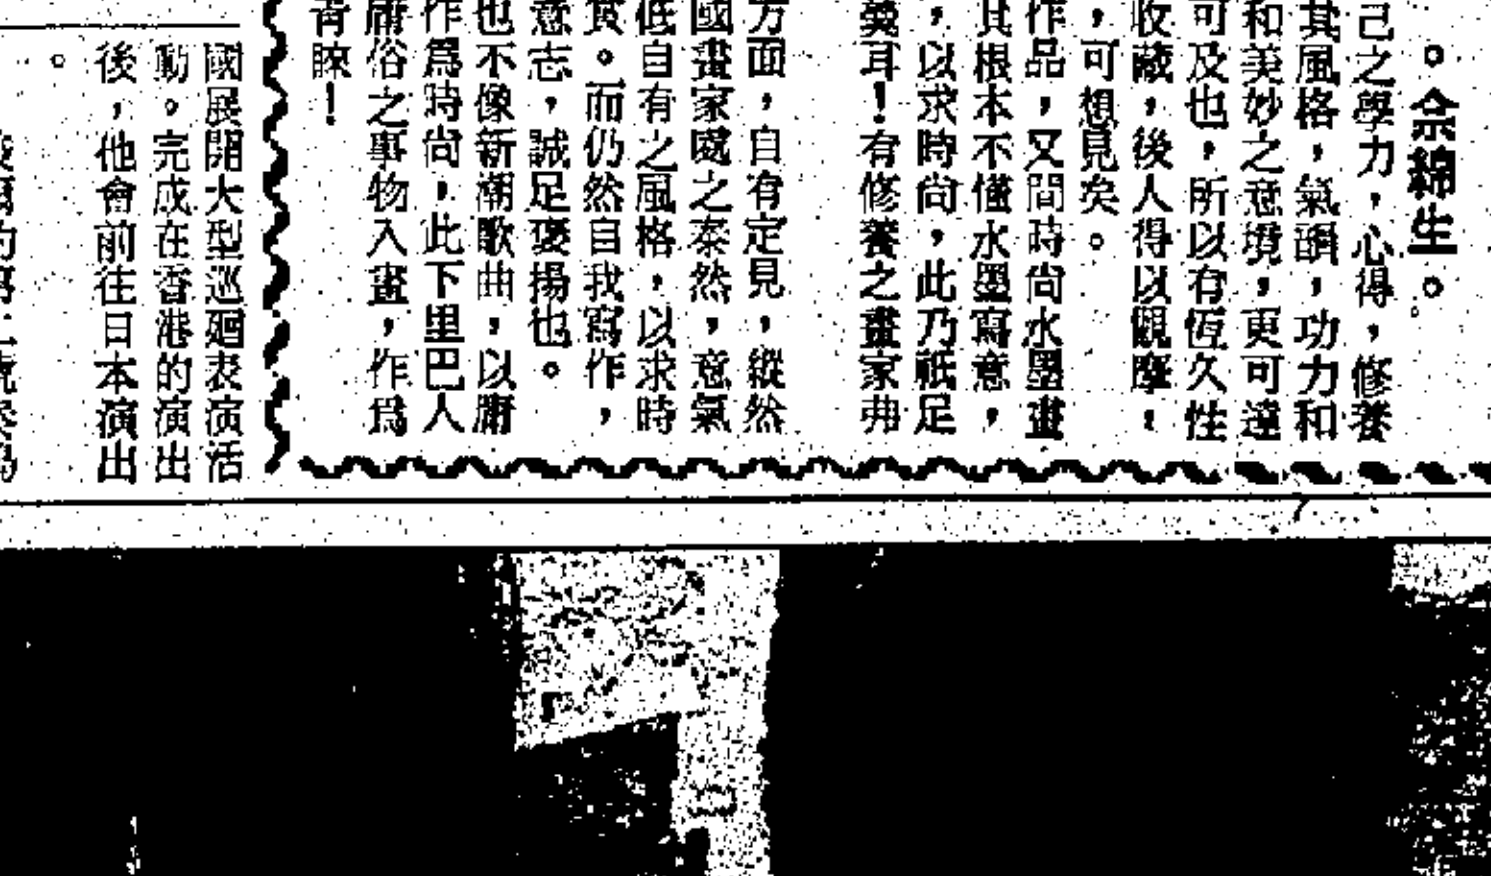 。佘綿生。
己之學力，心得，修養
其風格，氣韻，功力和
和美妙之意境，更可達
可及也，所以有恆久性
收藏，後人得以觀摩，
，可想見矣。
作品，又間時尚水墨畫
其根本不懂水墨寫意，
，以求時尚，此乃祇足
羹耳！有修養之畫家弗
方面，自有定見，縱然
國畫家處之泰然，意氣
低自有之風格，以求時
賞。而仍然自我寫作，
意志，誠足褒揚也。
也不像新潮歌曲，以庸
作為時尚，此下里巴人
庸俗之事物入畫，作為
青睞！
國展開大型巡迴表演活
動。完成在香港的演出
後，他會前往日本演出
。